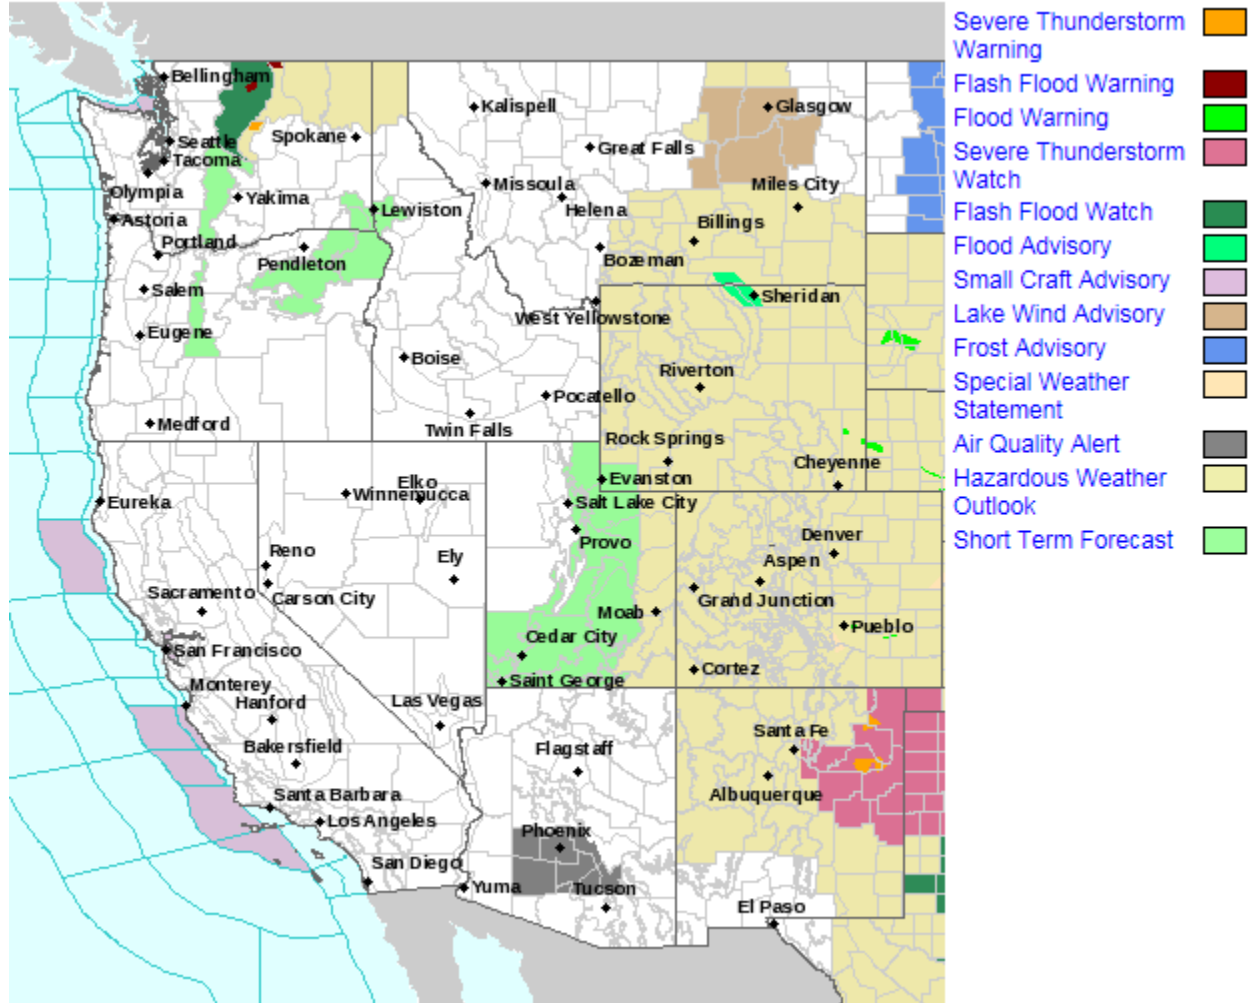 Bellingham
Seattle
Tacoma
Olympia
Astoria
Spokane
Yakima
Lewiston
Portland
Pendleton
Salem
Eugene
Medford
Kalispell
Great Falls
Missoula
Helena
Glasgow
Miles City
Billings
Bozeman
West Yellowstone
Sheridan
Boise
Pocatello
Twin Falls
Riverton
Rock Springs
Cheyenne
Evanston
Eureka
Winnemucca
Elko
Salt Lake City
Provo
Reno
Carson City
Ely
Sacramento
San Francisco
Denver
Aspen
Grand Junction
Moab
Pueblo
Cedar City
Saint George
Cortez
Monterey
Hanford
Las Vegas
Bakersfield
Santa Barbara
Los Angeles
San Diego
Flagstaff
Santa Fe
Albuquerque
Phoenix
Tucson
Yuma
El Paso
Severe Thunderstorm
Warning
Flash Flood Warning
Flood Warning
Severe Thunderstorm
Watch
Flash Flood Watch
Flood Advisory
Small Craft Advisory
Lake Wind Advisory
Frost Advisory
Special Weather
Statement
Air Quality Alert
Hazardous Weather
Outlook
Short Term Forecast